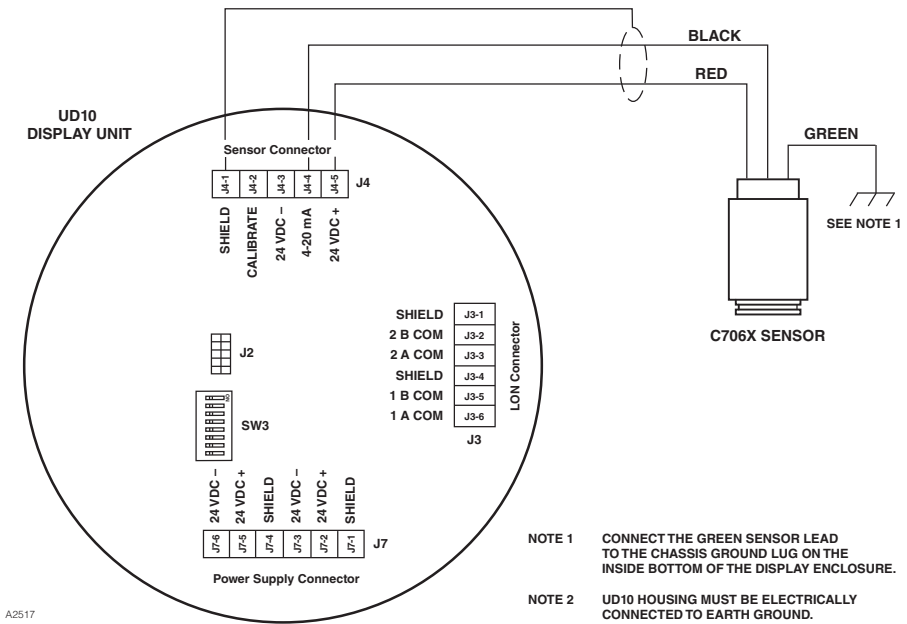 BLACK
RED
UD10
DISPLAY UNIT
GREEN
Sensor Connector
J4-1
J4-2
J4-3
J4-4
J4-5
J4
SHIELD
CALIBRATE
24 VDC –
4-20 mA
24 VDC +
SEE NOTE 1
C706X SENSOR
SHIELD J3-1
2 B COM J3-2
2 A COM J3-3
SHIELD J3-4
1 B COM J3-5
1 A COM J3-6
LON Connector
J3
J2
ON
SW3
24 VDC –
24 VDC +
SHIELD
24 VDC –
24 VDC +
SHIELD
J7-6
J7-5
J7-4
J7-3
J7-2
J7-1
J7
Power Supply Connector
NOTE 1 CONNECT THE GREEN SENSOR LEAD
TO THE CHASSIS GROUND LUG ON THE
INSIDE BOTTOM OF THE DISPLAY ENCLOSURE.
NOTE 2 UD10 HOUSING MUST BE ELECTRICALLY
CONNECTED TO EARTH GROUND.
A2517